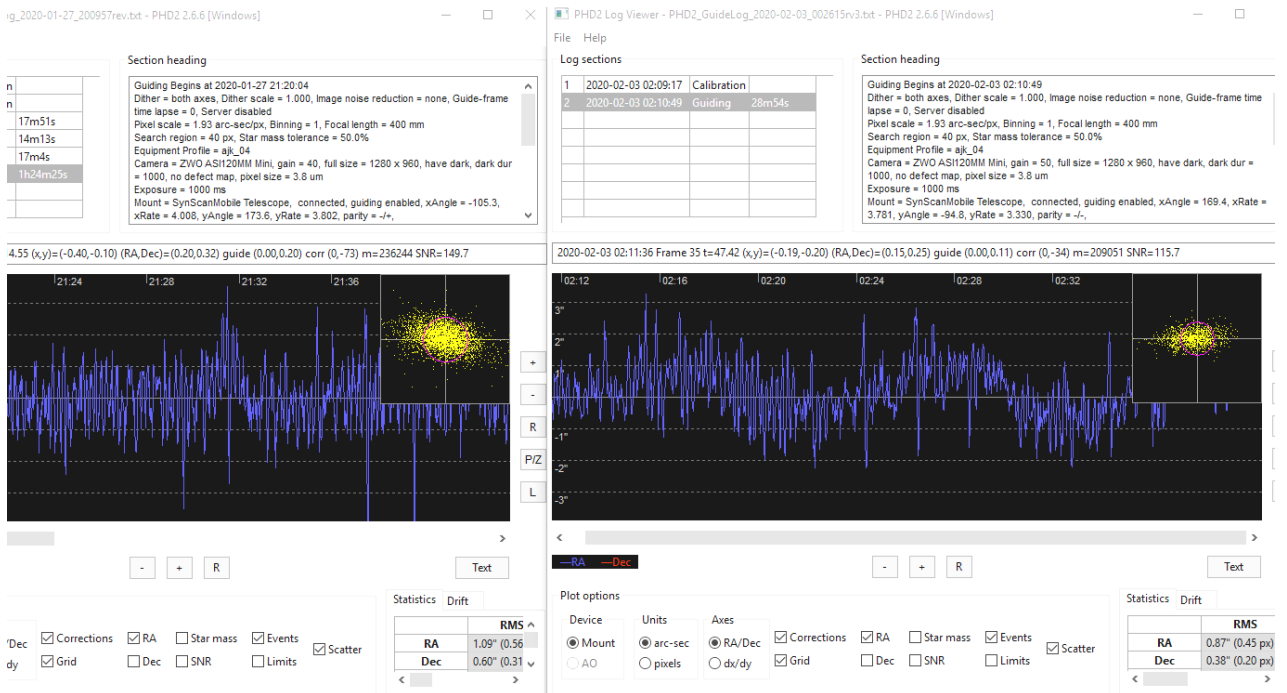 g_2020-01-27_200957rev.txt - PHD2 2.6.6 [Windows]
Section heading
n
n
17m51s
14m13s
17m4s
1h24m25s
Guiding Begins at 2020-01-27 21:20:04
Dither = both axes, Dither scale = 1.000, Image noise reduction = none, Guide-frame
time lapse = 0, Server disabled
Pixel scale = 1.93 arc-sec/px, Binning = 1, Focal length = 400 mm
Search region = 40 px, Star mass tolerance = 50.0%
Equipment Profile = ajk_04
Camera = ZWO ASI120MM Mini, gain = 40, full size = 1280 x 960, have dark, dark dur
= 1000, no defect map, pixel size = 3.8 um
Exposure = 1000 ms
Mount = SynScanMobile Telescope, connected, guiding enabled, xAngle = -105.3,
xRate = 4.008, yAngle = 173.6, yRate = 3.802, parity = -/+,
4.55 (x,y)=(-0.40,-0.10) (RA,Dec)=(0.20,0.32) guide (0.00,0.20) corr (0,-73) m=236244 SNR=149.7
21:24 21:28 21:32 21:36
+
-
R
P/Z
L
- + R Text
Statistics Drift
RMS
RA 1.09" (0.56
Dec 0.60" (0.31
/Dec Corrections RA Star mass Events Scatter
dy Grid Dec SNR Limits
PHD2 Log Viewer - PHD2_GuideLog_2020-02-03_002615rv3.txt - PHD2 2.6.6 [Windows]
File Help
Log sections
1 2020-02-03 02:09:17 Calibration
2 2020-02-03 02:10:49 Guiding 28m54s
Section heading
Guiding Begins at 2020-02-03 02:10:49
Dither = both axes, Dither scale = 1.000, Image noise reduction = none, Guide-frame time
lapse = 0, Server disabled
Pixel scale = 1.93 arc-sec/px, Binning = 1, Focal length = 400 mm
Search region = 40 px, Star mass tolerance = 50.0%
Equipment Profile = ajk_04
Camera = ZWO ASI120MM Mini, gain = 50, full size = 1280 x 960, have dark, dark dur =
1000, no defect map, pixel size = 3.8 um
Exposure = 1000 ms
Mount = SynScanMobile Telescope, connected, guiding enabled, xAngle = 169.4, xRate =
3.781, yAngle = -94.8, yRate = 3.330, parity = -/-,
2020-02-03 02:11:36 Frame 35 t=47.42 (x,y)=(-0.19,-0.20) (RA,Dec)=(0.15,0.25) guide (0.00,0.11) corr (0,-34) m=209051 SNR=115.7
02:12 02:16 02:20 02:24 02:28 02:32
3"
2"
-1"
-2"
-3"
RA Dec
- + R Text
Plot options
Device Units Axes
Mount arc-sec RA/Dec Corrections RA Star mass Events Scatter
AO pixels dx/dy Grid Dec SNR Limits
Statistics Drift
RMS
RA 0.87" (0.45 px)
Dec 0.38" (0.20 px)